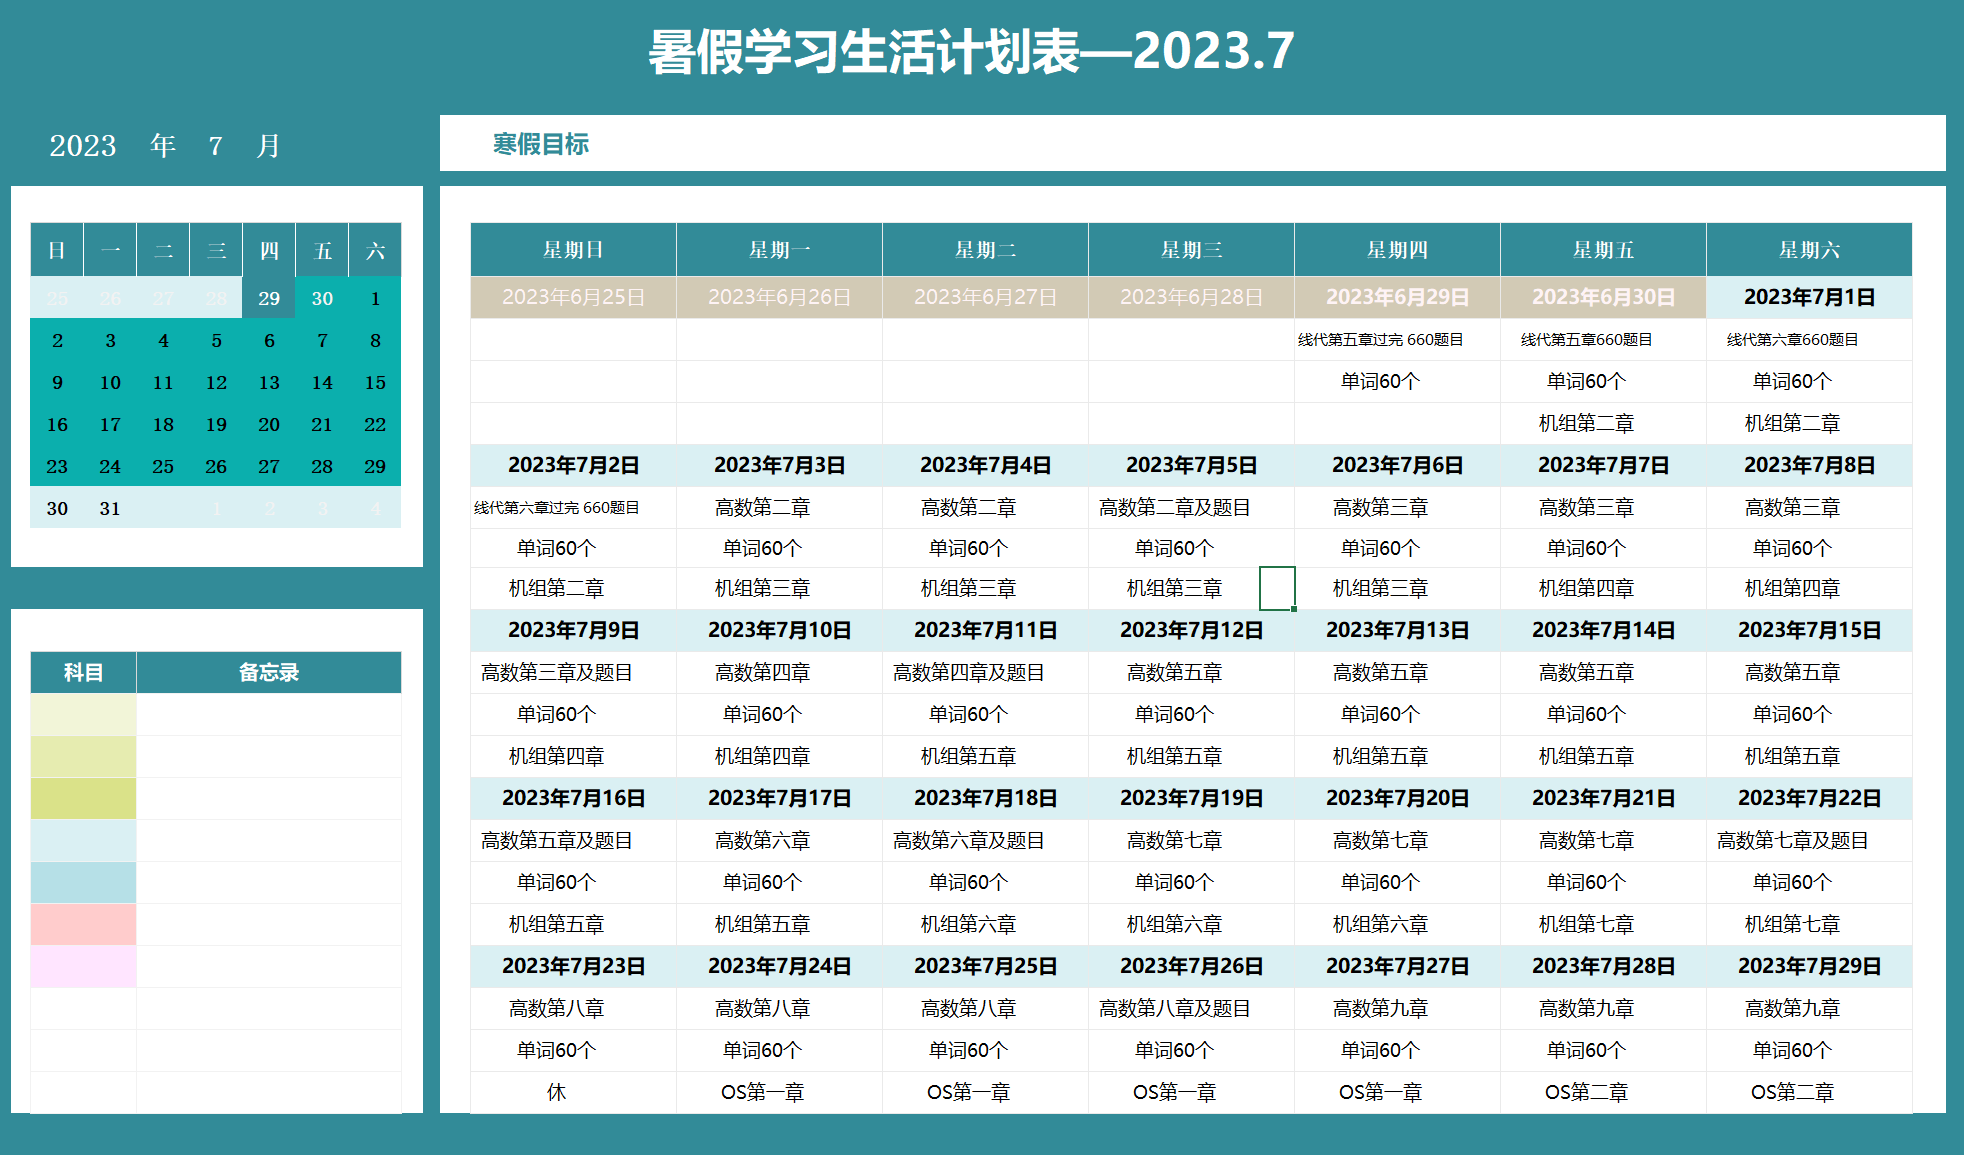 暑假学习生活计划表—2023.7
2023 年 7 月
寒假目标
日 一 二 三 四 五 六
25 26 27 28 29 30 1
2 3 4 5 6 7 8
9 10 11 12 13 14 15
16 17 18 19 20 21 22
23 24 25 26 27 28 29
30 31 1 2 3 4
科目 备忘录
星期日 星期一 星期二 星期三 星期四 星期五 星期六
2023年6月25日 2023年6月26日 2023年6月27日 2023年6月28日 2023年6月29日 2023年6月30日 2023年7月1日
线代第五章过完 660题目 线代第五章660题目 线代第六章660题目
单词60个 单词60个 单词60个
机组第二章 机组第二章
2023年7月2日 2023年7月3日 2023年7月4日 2023年7月5日 2023年7月6日 2023年7月7日 2023年7月8日
线代第六章过完 660题目 高数第二章 高数第二章 高数第二章及题目 高数第三章 高数第三章 高数第三章
单词60个 单词60个 单词60个 单词60个 单词60个 单词60个 单词60个
机组第二章 机组第三章 机组第三章 机组第三章 机组第三章 机组第四章 机组第四章
2023年7月9日 2023年7月10日 2023年7月11日 2023年7月12日 2023年7月13日 2023年7月14日 2023年7月15日
高数第三章及题目 高数第四章 高数第四章及题目 高数第五章 高数第五章 高数第五章 高数第五章
单词60个 单词60个 单词60个 单词60个 单词60个 单词60个 单词60个
机组第四章 机组第四章 机组第五章 机组第五章 机组第五章 机组第五章 机组第五章
2023年7月16日 2023年7月17日 2023年7月18日 2023年7月19日 2023年7月20日 2023年7月21日 2023年7月22日
高数第五章及题目 高数第六章 高数第六章及题目 高数第七章 高数第七章 高数第七章 高数第七章及题目
单词60个 单词60个 单词60个 单词60个 单词60个 单词60个 单词60个
机组第五章 机组第五章 机组第六章 机组第六章 机组第六章 机组第七章 机组第七章
2023年7月23日 2023年7月24日 2023年7月25日 2023年7月26日 2023年7月27日 2023年7月28日 2023年7月29日
高数第八章 高数第八章 高数第八章 高数第八章及题目 高数第九章 高数第九章 高数第九章
单词60个 单词60个 单词60个 单词60个 单词60个 单词60个 单词60个
休 OS第一章 OS第一章 OS第一章 OS第一章 OS第二章 OS第二章